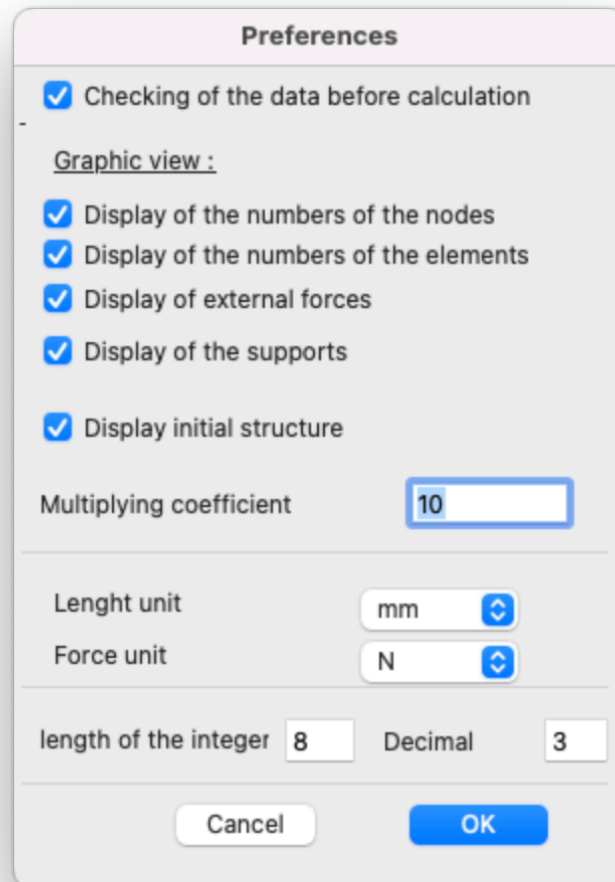 Preferences
Checking of the data before calculation
-
Graphic view :
Display of the numbers of the nodes
Display of the numbers of the elements
Display of external forces
Display of the supports
Display initial structure
Multiplying coefficient 10
Lenght unit mm
Force unit N
length of the integer 8 Decimal 3
Cancel OK